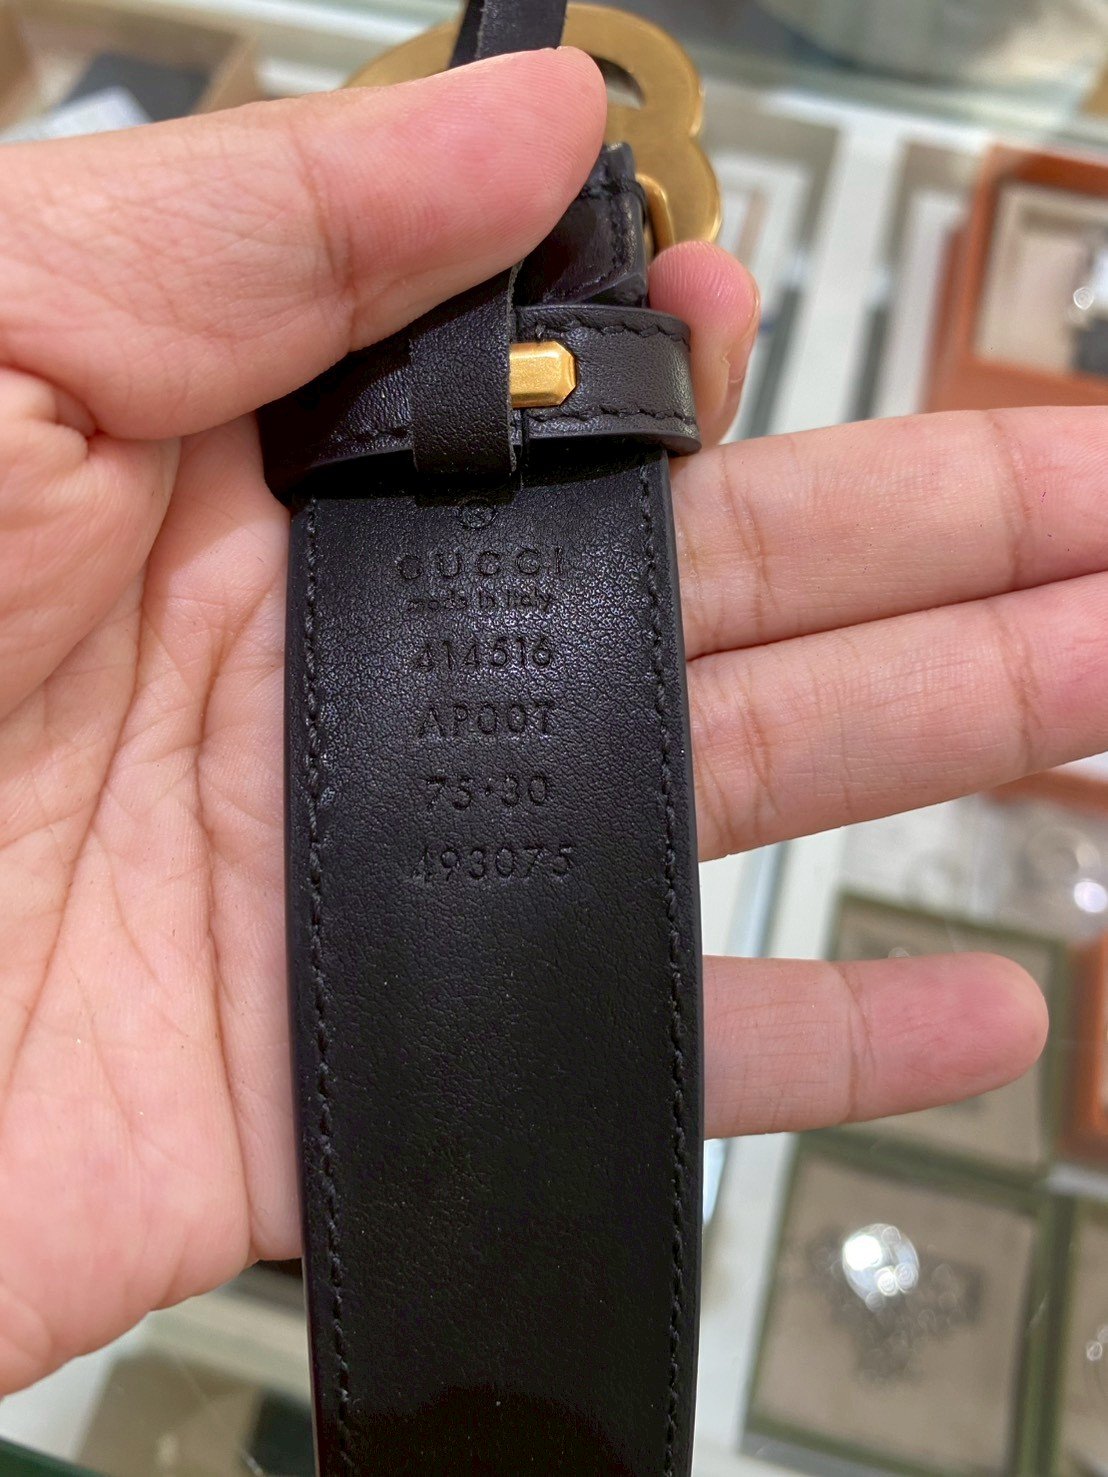 ®
GUCCI
made in Italy
414516
AP00T
75·30
493075